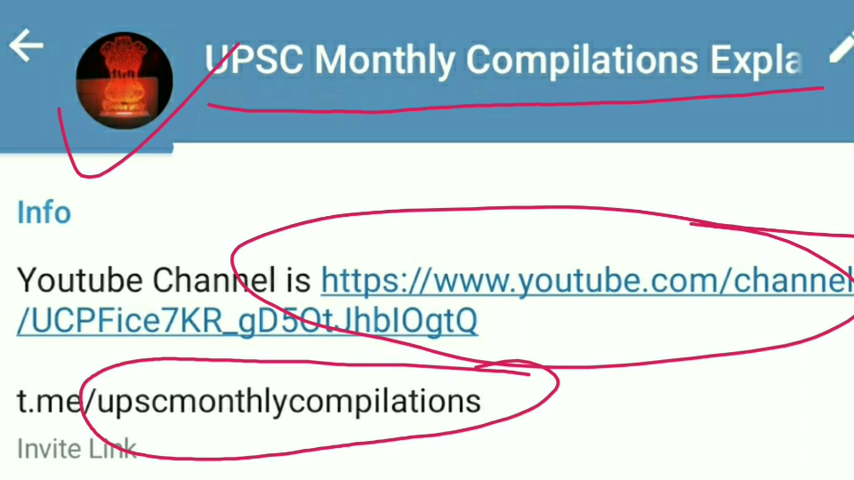 UPSC Monthly Compilations Expla
Info
Youtube Channel is https://www.youtube.com/channel
/UCPFice7KR_gD5OtJhbIOgtQ
t.me/upscmonthlycompilations
Invite Link